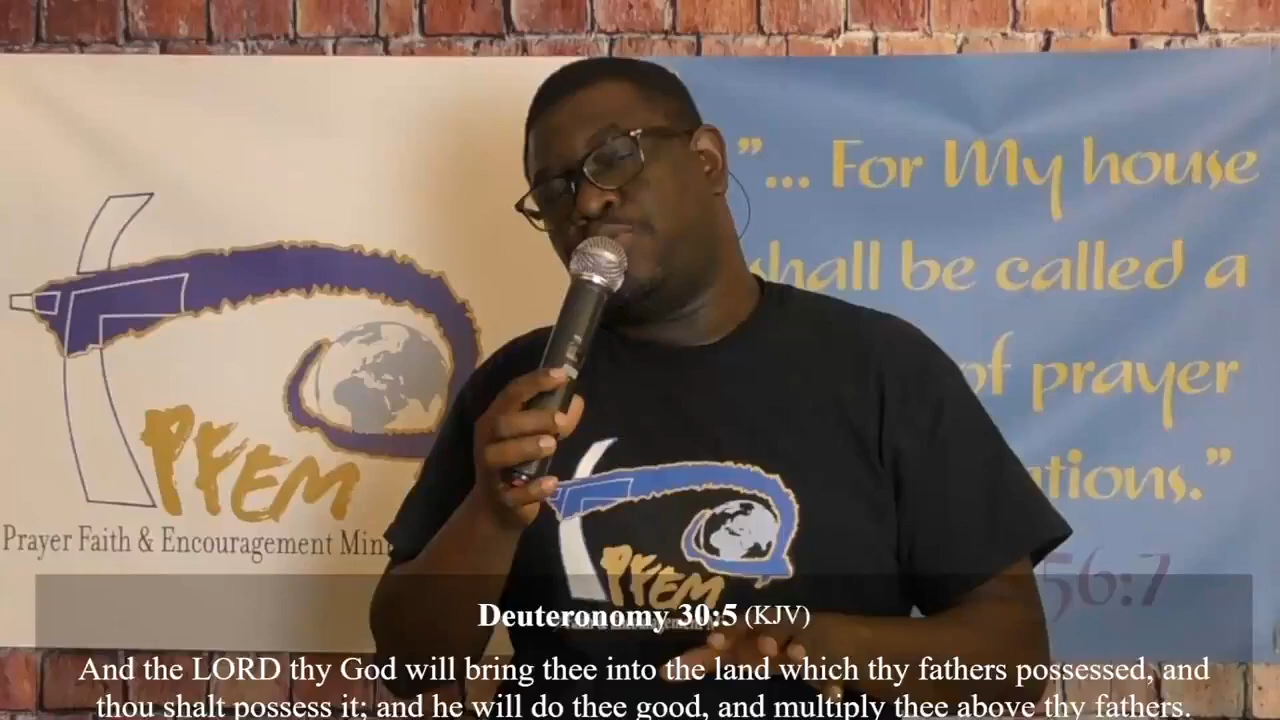 "... For My house
shall be called a
of prayer
ations."
56:7
PFEM
Prayer Faith & Encouragement Min
PFEM
Deuteronomy 30:5 (KJV)
And the LORD thy God will bring thee into the land which thy fathers possessed, and
thou shalt possess it; and he will do thee good, and multiply thee above thy fathers.